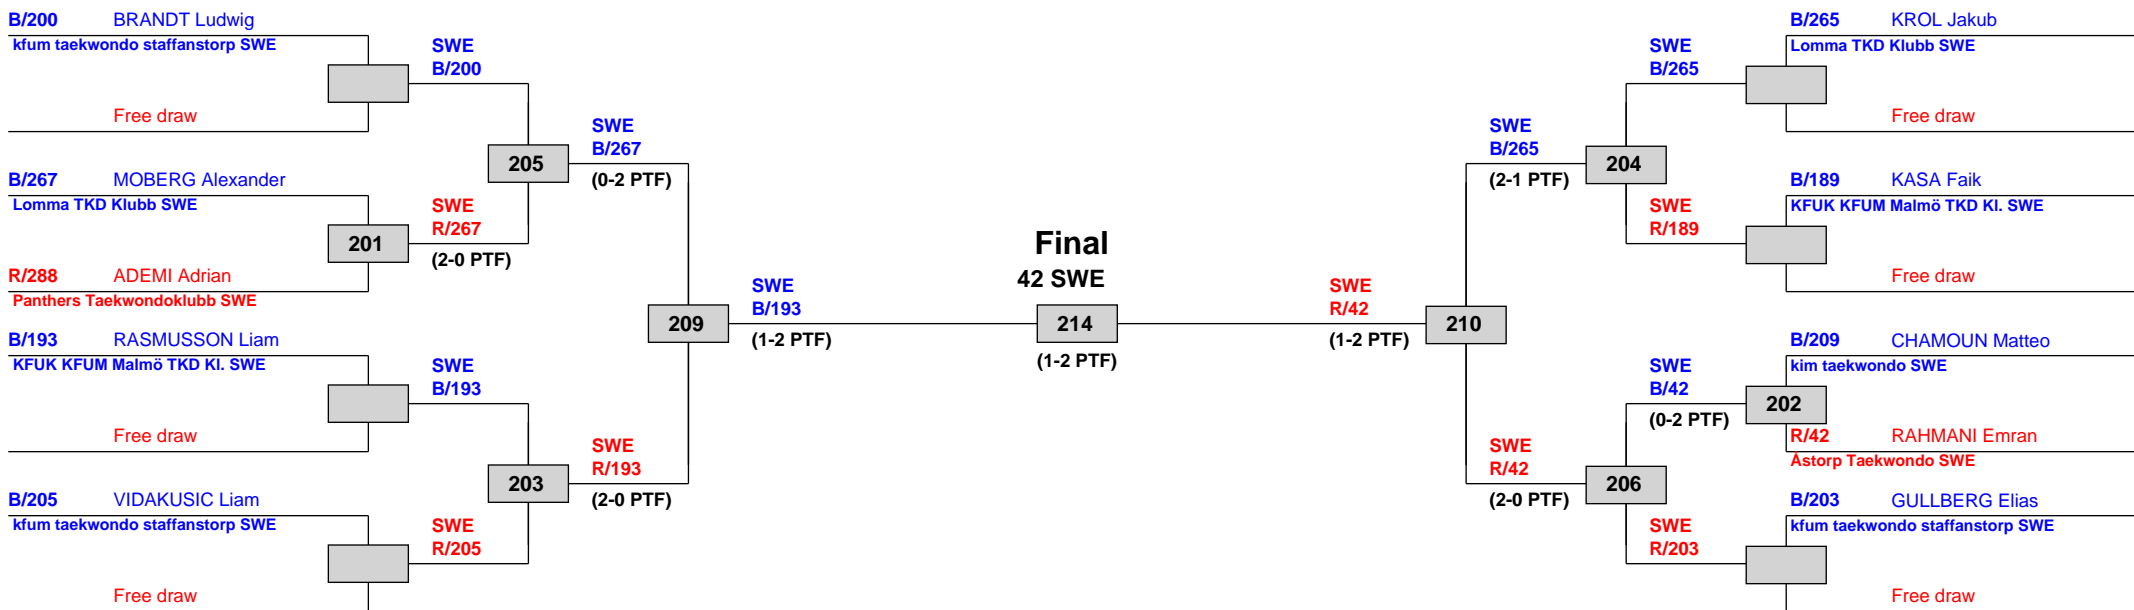 B/200 BRANDT Ludwig
kfum taekwondo staffanstorp SWE
Free draw
B/267 MOBERG Alexander
Lomma TKD Klubb SWE
201
R/288 ADEMI Adrian
Panthers Taekwondoklubb SWE
B/193 RASMUSSON Liam
KFUK KFUM Malmö TKD Kl. SWE
Free draw
B/205 VIDAKUSIC Liam
kfum taekwondo staffanstorp SWE
Free draw
SWE
B/200
205
SWE
R/267
(2-0 PTF)
SWE
B/193
203
SWE
R/205
SWE
B/267
(0-2 PTF)
209
SWE
R/193
(2-0 PTF)
SWE
B/193
(1-2 PTF)
Final
42 SWE
214
(1-2 PTF)
SWE
R/42
(1-2 PTF)
SWE
B/265
(2-1 PTF)
210
SWE
R/42
(2-0 PTF)
SWE
B/265
204
SWE
R/189
SWE
B/42
(0-2 PTF)
206
SWE
R/203
B/265 KROL Jakub
Lomma TKD Klubb SWE
Free draw
B/189 KASA Faik
KFUK KFUM Malmö TKD Kl. SWE
Free draw
B/209 CHAMOUN Matteo
kim taekwondo SWE
202
R/42 RAHMANI Emran
Åstorp Taekwondo SWE
B/203 GULLBERG Elias
kfum taekwondo staffanstorp SWE
Free draw